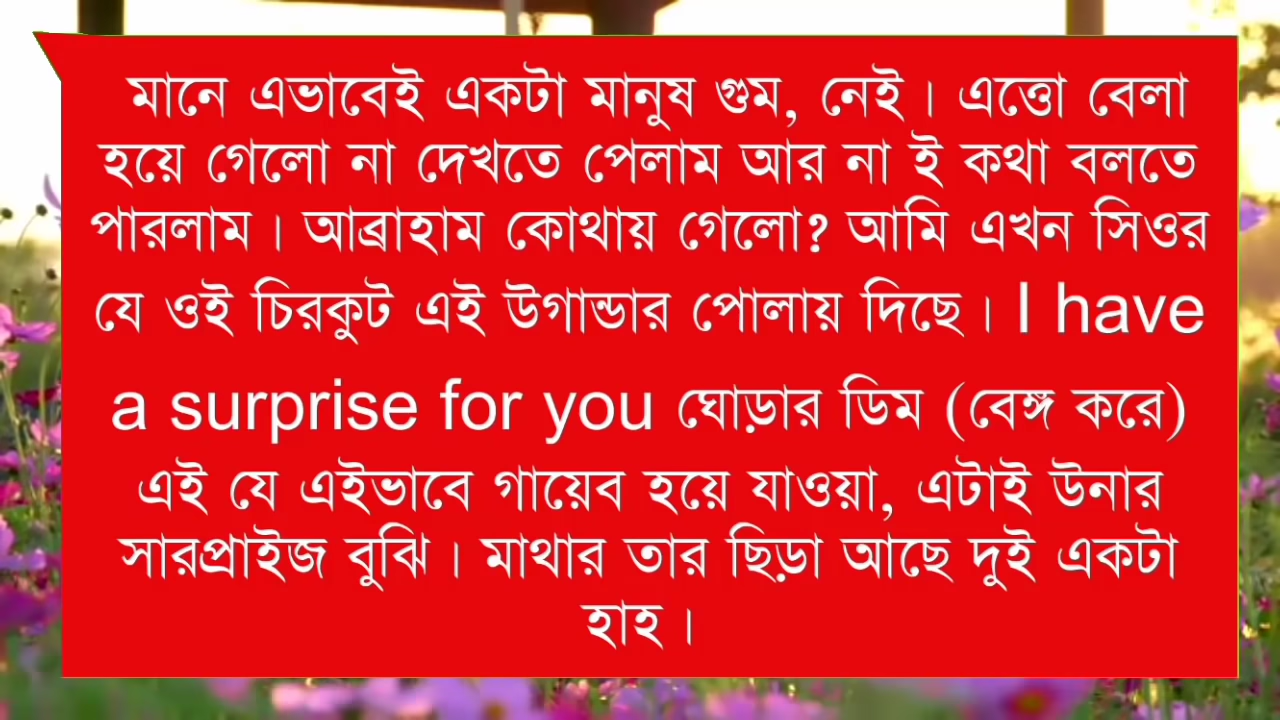 মানে এভাবেই একটা মানুষ গুম, নেই। এত্তো বেলা
হয়ে গেলো না দেখতে পেলাম আর না ই কথা বলতে
পারলাম। আব্রাহাম কোথায় গেলো? আমি এখন সিওর
যে ওই চিরকুট এই উগান্ডার পোলায় দিছে। I have
a surprise for you ঘোড়ার ডিম (বেঙ্গ করে)
এই যে এইভাবে গায়েব হয়ে যাওয়া, এটাই উনার
সারপ্রাইজ বুঝি। মাথার তার ছিড়া আছে দুই একটা
হাহ।